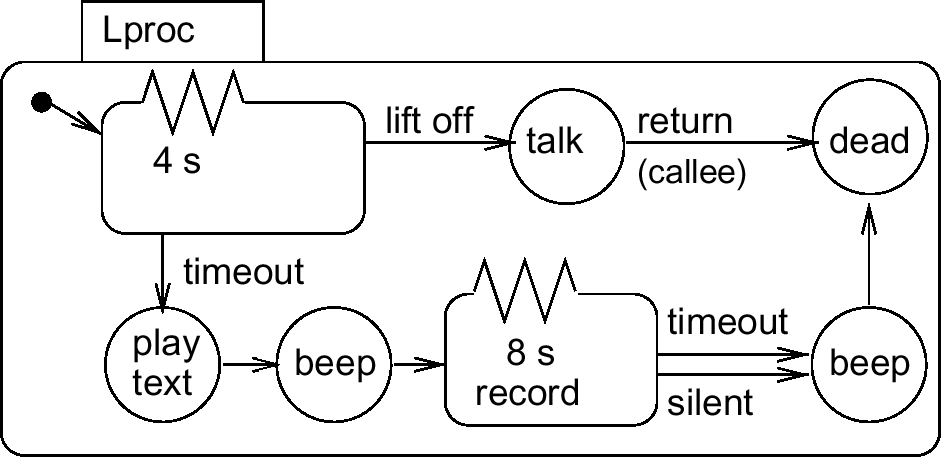 Lproc
4 s
lift off
talk
return
(callee)
dead
timeout
play
text
beep
8 s
record
timeout
silent
beep